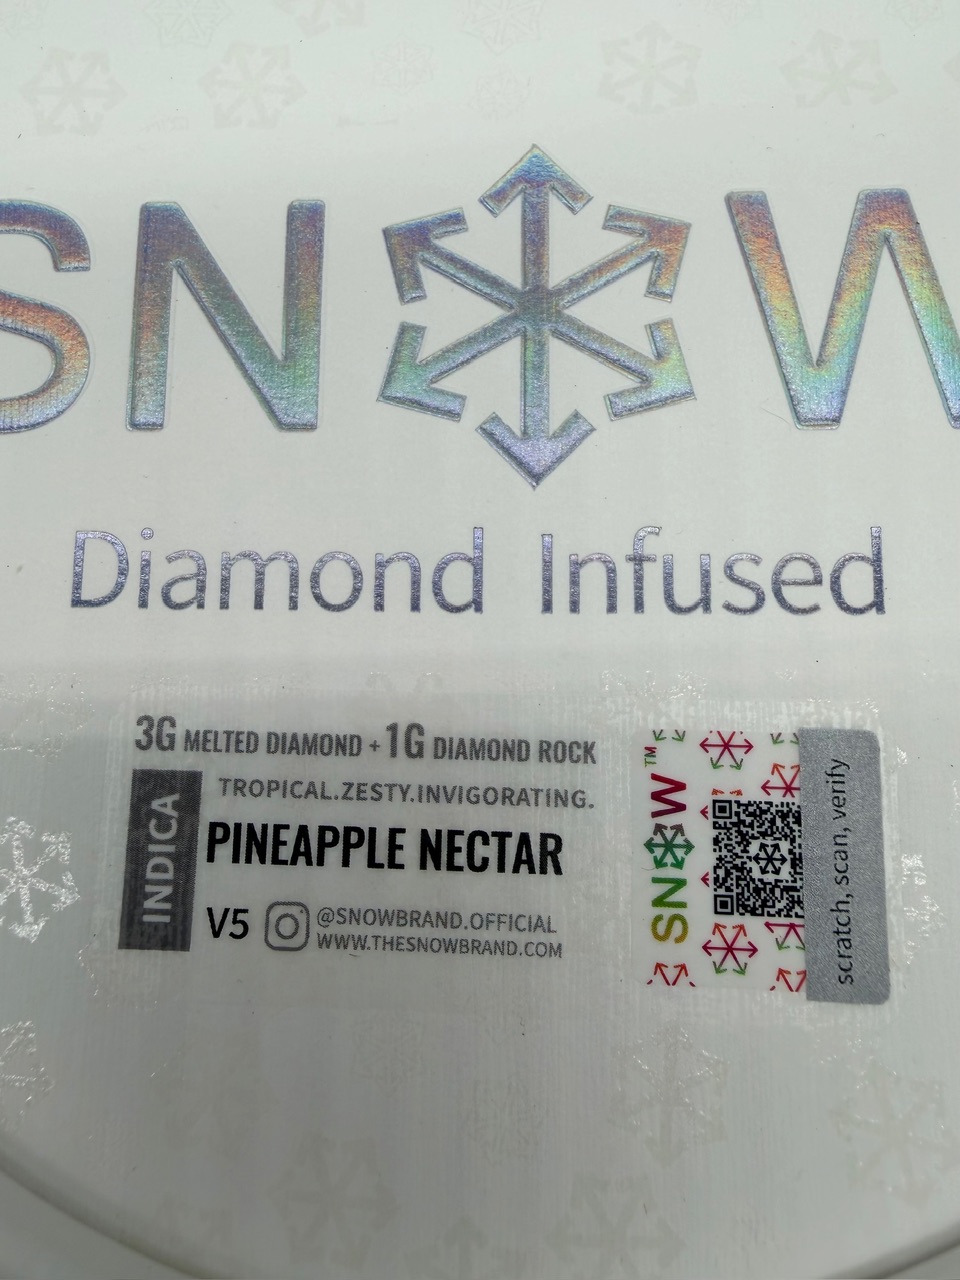 SNOW
Diamond Infused
3G MELTED DIAMOND + 1G DIAMOND ROCK
TROPICAL.ZESTY.INVIGORATING.
INDICA
PINEAPPLE NECTAR
V5 @SNOWBRAND.OFFICIAL
WWW.THESNOWBRAND.COM
SNOW™
scratch, scan, verify